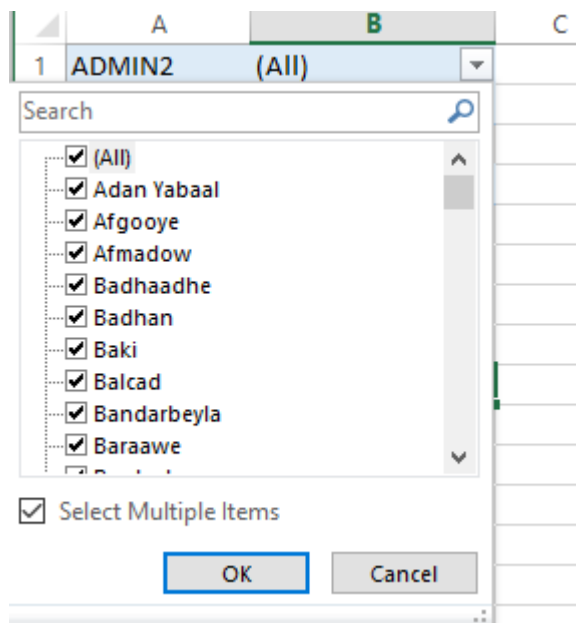 A B C
1 ADMIN2 (All)
Search
(All)
Adan Yabaal
Afgooye
Afmadow
Badhaadhe
Badhan
Baki
Balcad
Bandarbeyla
Baraawe
Select Multiple Items
OK Cancel